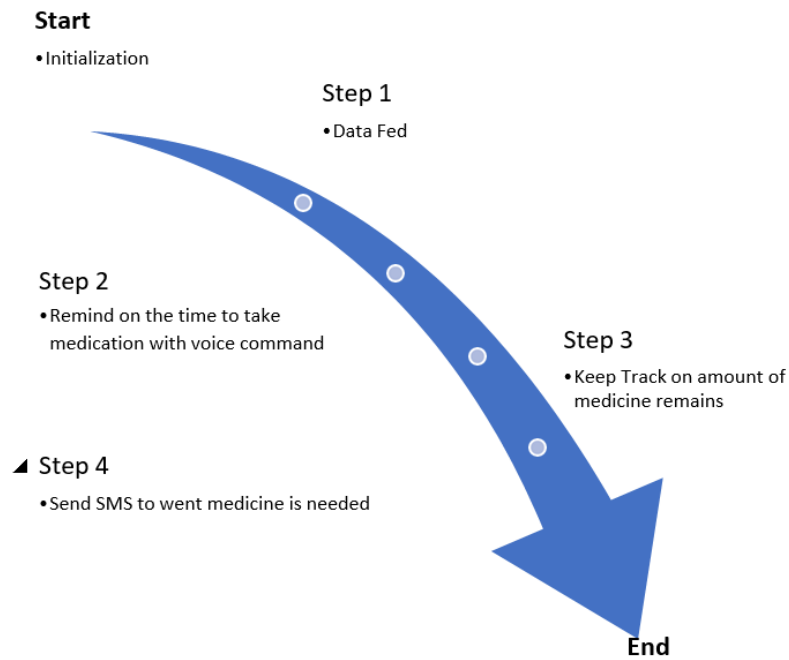 Start
•Initialization
Step 1
•Data Fed
Step 2
•Remind on the time to take
medication with voice command
Step 3
•Keep Track on amount of
medicine remains
Step 4
•Send SMS to went medicine is needed
End